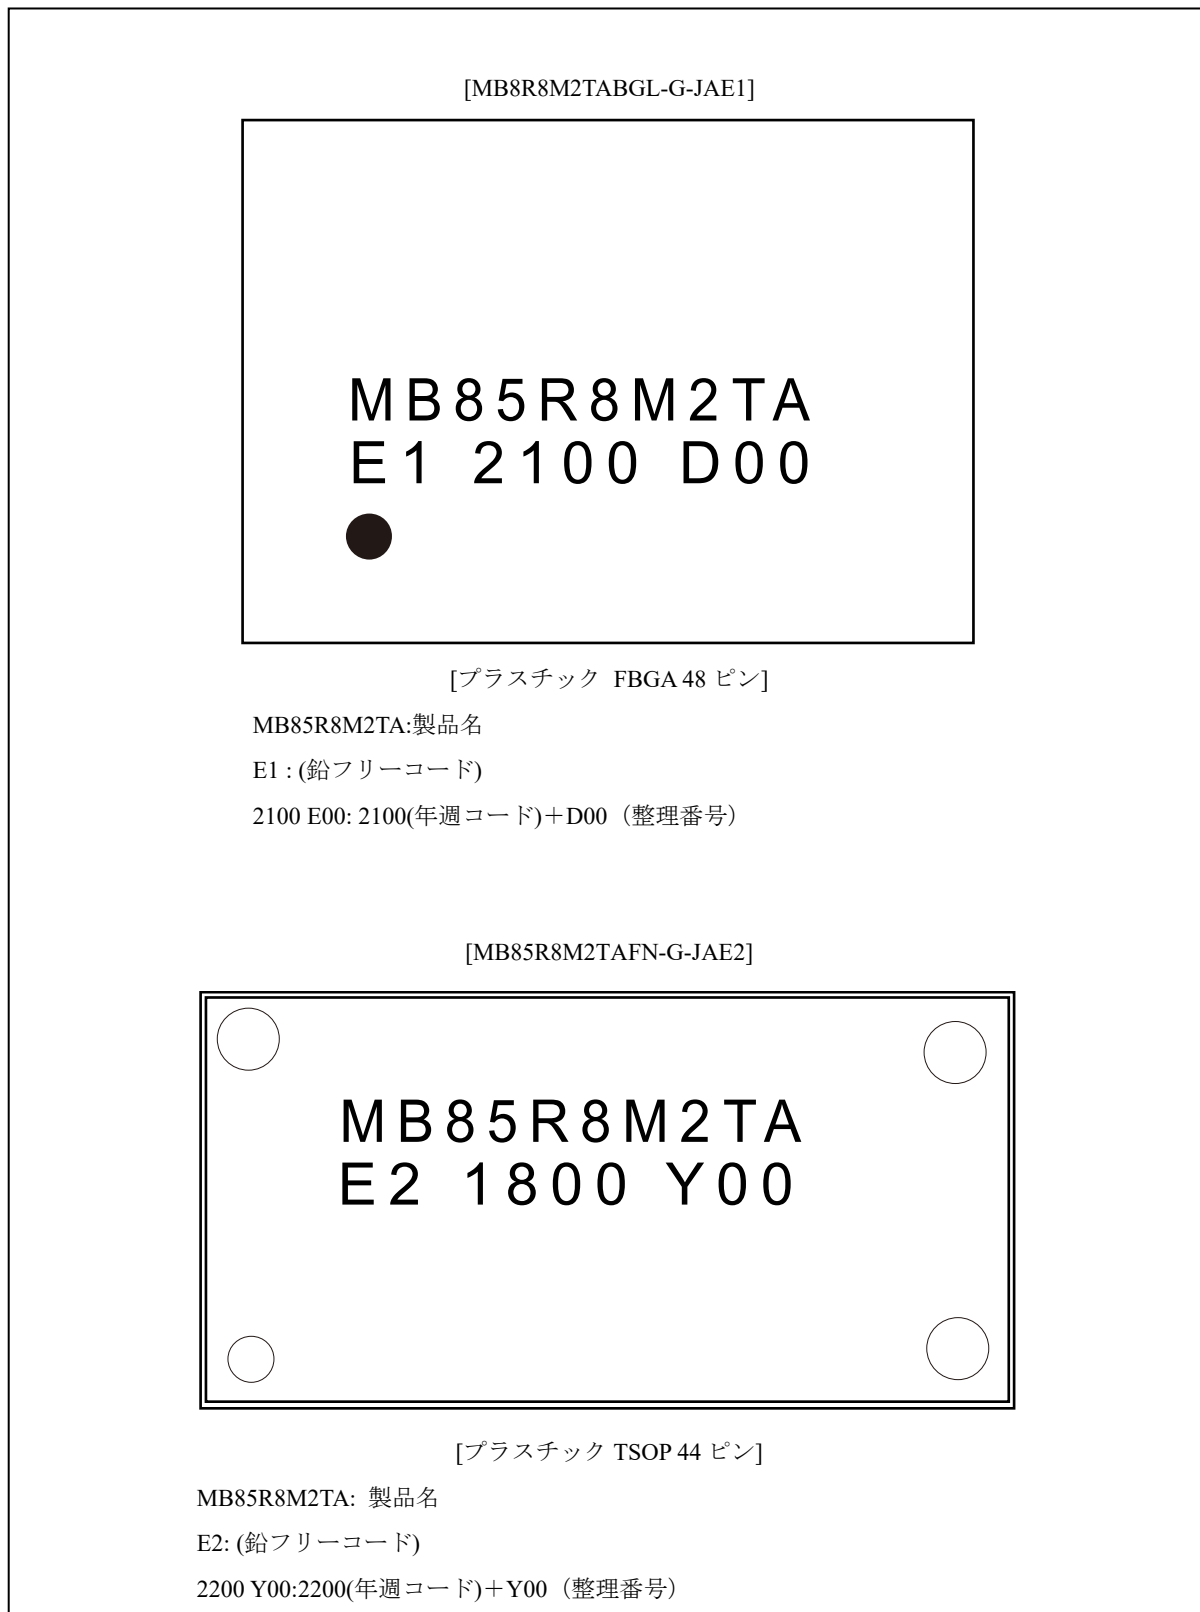 [MB8R8M2TABGL-G-JAE1]
MB85R8M2TA
E1 2100 D00
[プラスチック FBGA 48 ピン]
MB85R8M2TA:製品名
E1 : (鉛フリーコード)
2100 E00: 2100(年週コード)＋D00（整理番号）
[MB85R8M2TAFN-G-JAE2]
MB85R8M2TA
E2 1800 Y00
[プラスチック TSOP 44 ピン]
MB85R8M2TA: 製品名
E2: (鉛フリーコード)
2200 Y00:2200(年週コード)＋Y00（整理番号）